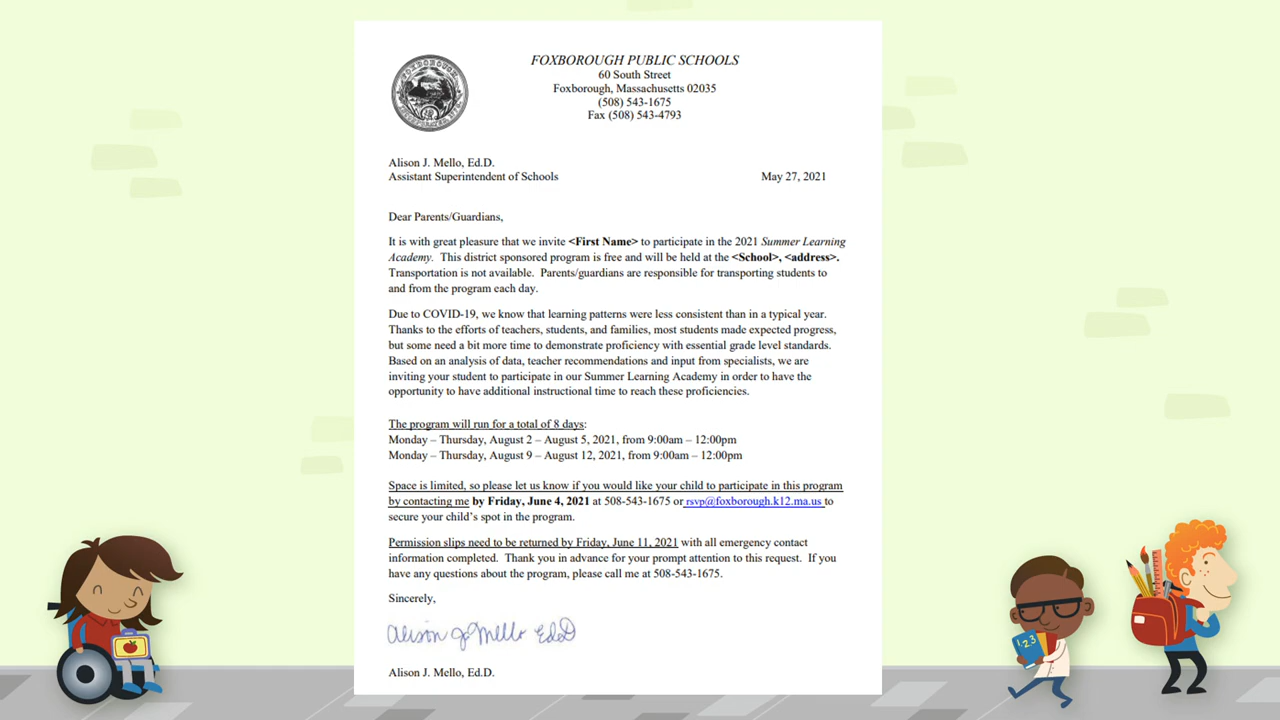 FOXBOROUGH PUBLIC SCHOOLS
60 South Street
Foxborough, Massachusetts 02035
(508) 543-1675
Fax (508) 543-4793
FOXBOROUGH
Alison J. Mello, Ed.D.
Assistant Superintendent of Schools May 27, 2021
Dear Parents/Guardians,
It is with great pleasure that we invite <First Name> to participate in the 2021 Summer Learning
Academy. This district sponsored program is free and will be held at the <School>, <address>.
Transportation is not available. Parents/guardians are responsible for transporting students to
and from the program each day.
Due to COVID-19, we know that learning patterns were less consistent than in a typical year.
Thanks to the efforts of teachers, students, and families, most students made expected progress,
but some need a bit more time to demonstrate proficiency with essential grade level standards.
Based on an analysis of data, teacher recommendations and input from specialists, we are
inviting your student to participate in our Summer Learning Academy in order to have the
opportunity to have additional instructional time to reach these proficiencies.
The program will run for a total of 8 days:
Monday – Thursday, August 2 – August 5, 2021, from 9:00am – 12:00pm
Monday – Thursday, August 9 – August 12, 2021, from 9:00am – 12:00pm
Space is limited, so please let us know if you would like your child to participate in this program
by contacting me by Friday, June 4, 2021 at 508-543-1675 or rsvp@foxborough.k12.ma.us to
secure your child's spot in the program.
Permission slips need to be returned by Friday, June 11, 2021 with all emergency contact
information completed. Thank you in advance for your prompt attention to this request. If you
have any questions about the program, please call me at 508-543-1675.
Sincerely,
Alison J Mello EdD
Alison J. Mello, Ed.D.
123